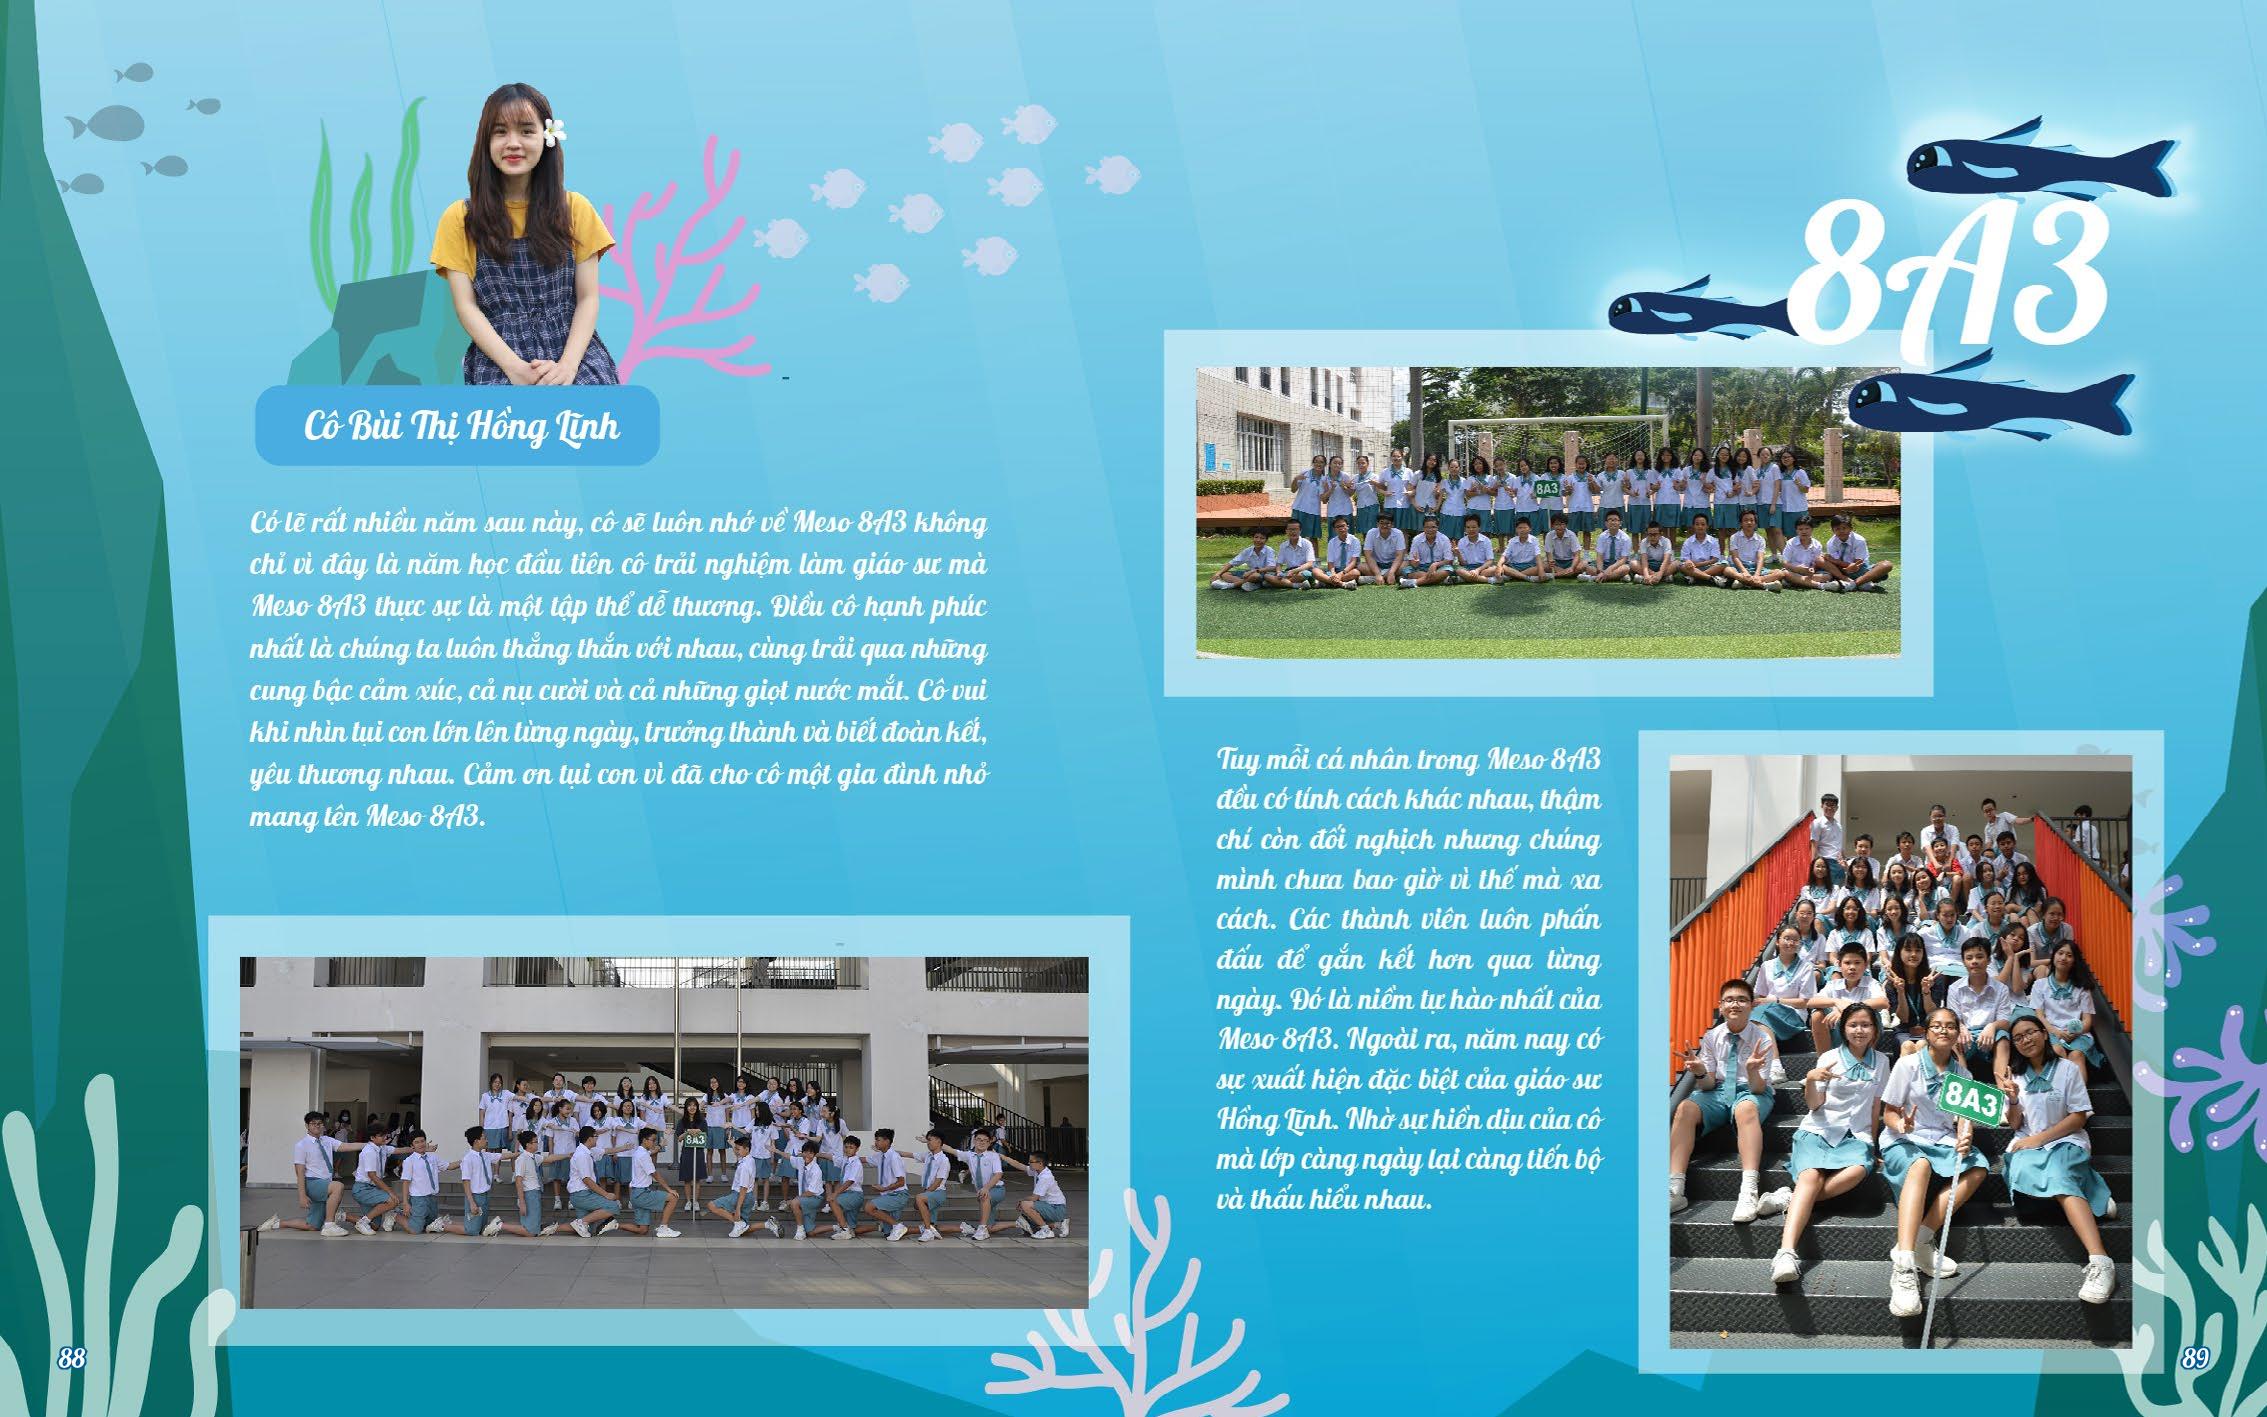 Cô Bùi Thị Hồng Lĩnh
Có lẽ rất nhiều năm sau này, cô sẽ luôn nhớ về Meso 8A3 không
chỉ vì đây là năm học đầu tiên cô trải nghiệm làm giáo sư mà
Meso 8A3 thực sự là một tập thể dễ thương. Điều cô hạnh phúc
nhất là chúng ta luôn thẳng thắn với nhau, cùng trải qua những
cung bậc cảm xúc, cả nụ cười và cả những giọt nước mắt. Cô vui
khi nhìn tụi con lớn lên từng ngày, trưởng thành và biết đoàn kết,
yêu thương nhau. Cảm ơn tụi con vì đã cho cô một gia đình nhỏ
mang tên Meso 8A3.
8A3
88
8A3
8A3
Tuy mỗi cá nhân trong Meso 8A3
đều có tính cách khác nhau, thậm
chí còn đối nghịch nhưng chúng
mình chưa bao giờ vì thế mà xa
cách. Các thành viên luôn phấn
đấu để gắn kết hơn qua từng
ngày. Đó là niềm tự hào nhất của
Meso 8A3. Ngoài ra, năm nay có
sự xuất hiện đặc biệt của giáo sư
Hồng Lĩnh. Nhờ sự hiền dịu của cô
mà lớp càng ngày lại càng tiến bộ
và thấu hiểu nhau.
8A3
89